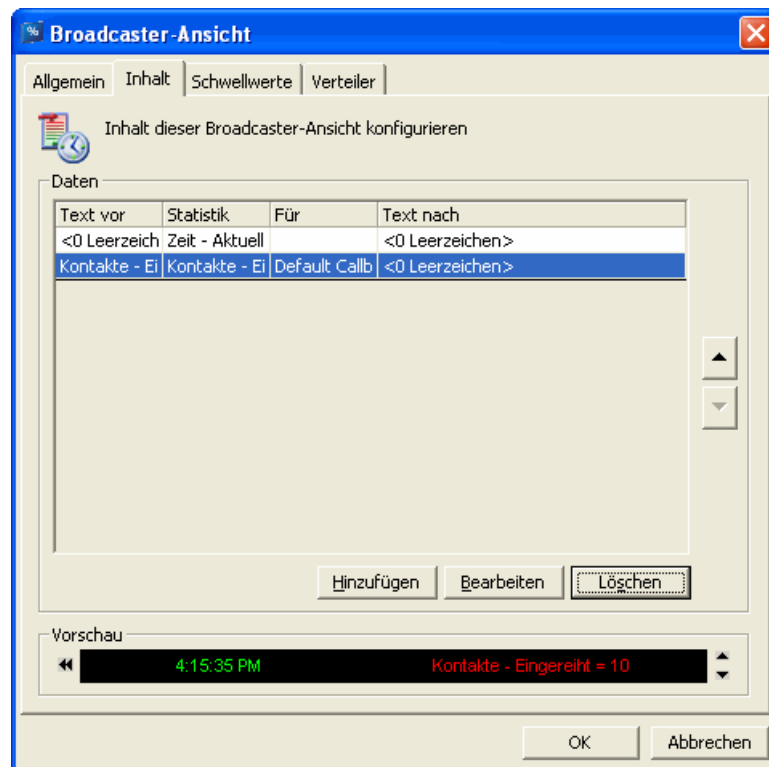 Broadcaster-Ansicht
Allgemein Inhalt Schwellwerte Verteiler
Inhalt dieser Broadcaster-Ansicht konfigurieren
Daten
Text vor Statistik Für Text nach
<0 Leerzeich Zeit - Aktuell <0 Leerzeichen>
Kontakte - Ei Kontakte - Ei Default Callb <0 Leerzeichen>
Hinzufügen Bearbeiten Löschen
Vorschau
4:15:35 PM Kontakte - Eingereiht = 10
OK Abbrechen